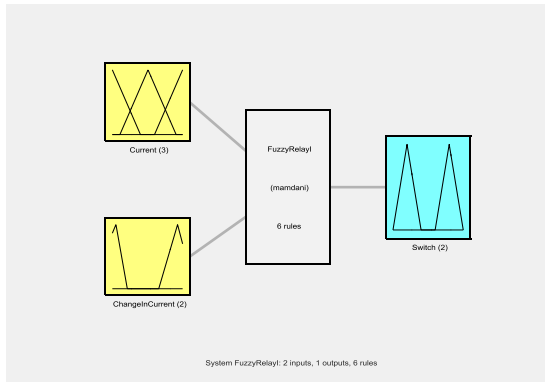 Current (3)
FuzzyRelayI
(mamdani)
6 rules
Switch (2)
ChangeInCurrent (2)
System FuzzyRelayI: 2 inputs, 1 outputs, 6 rules